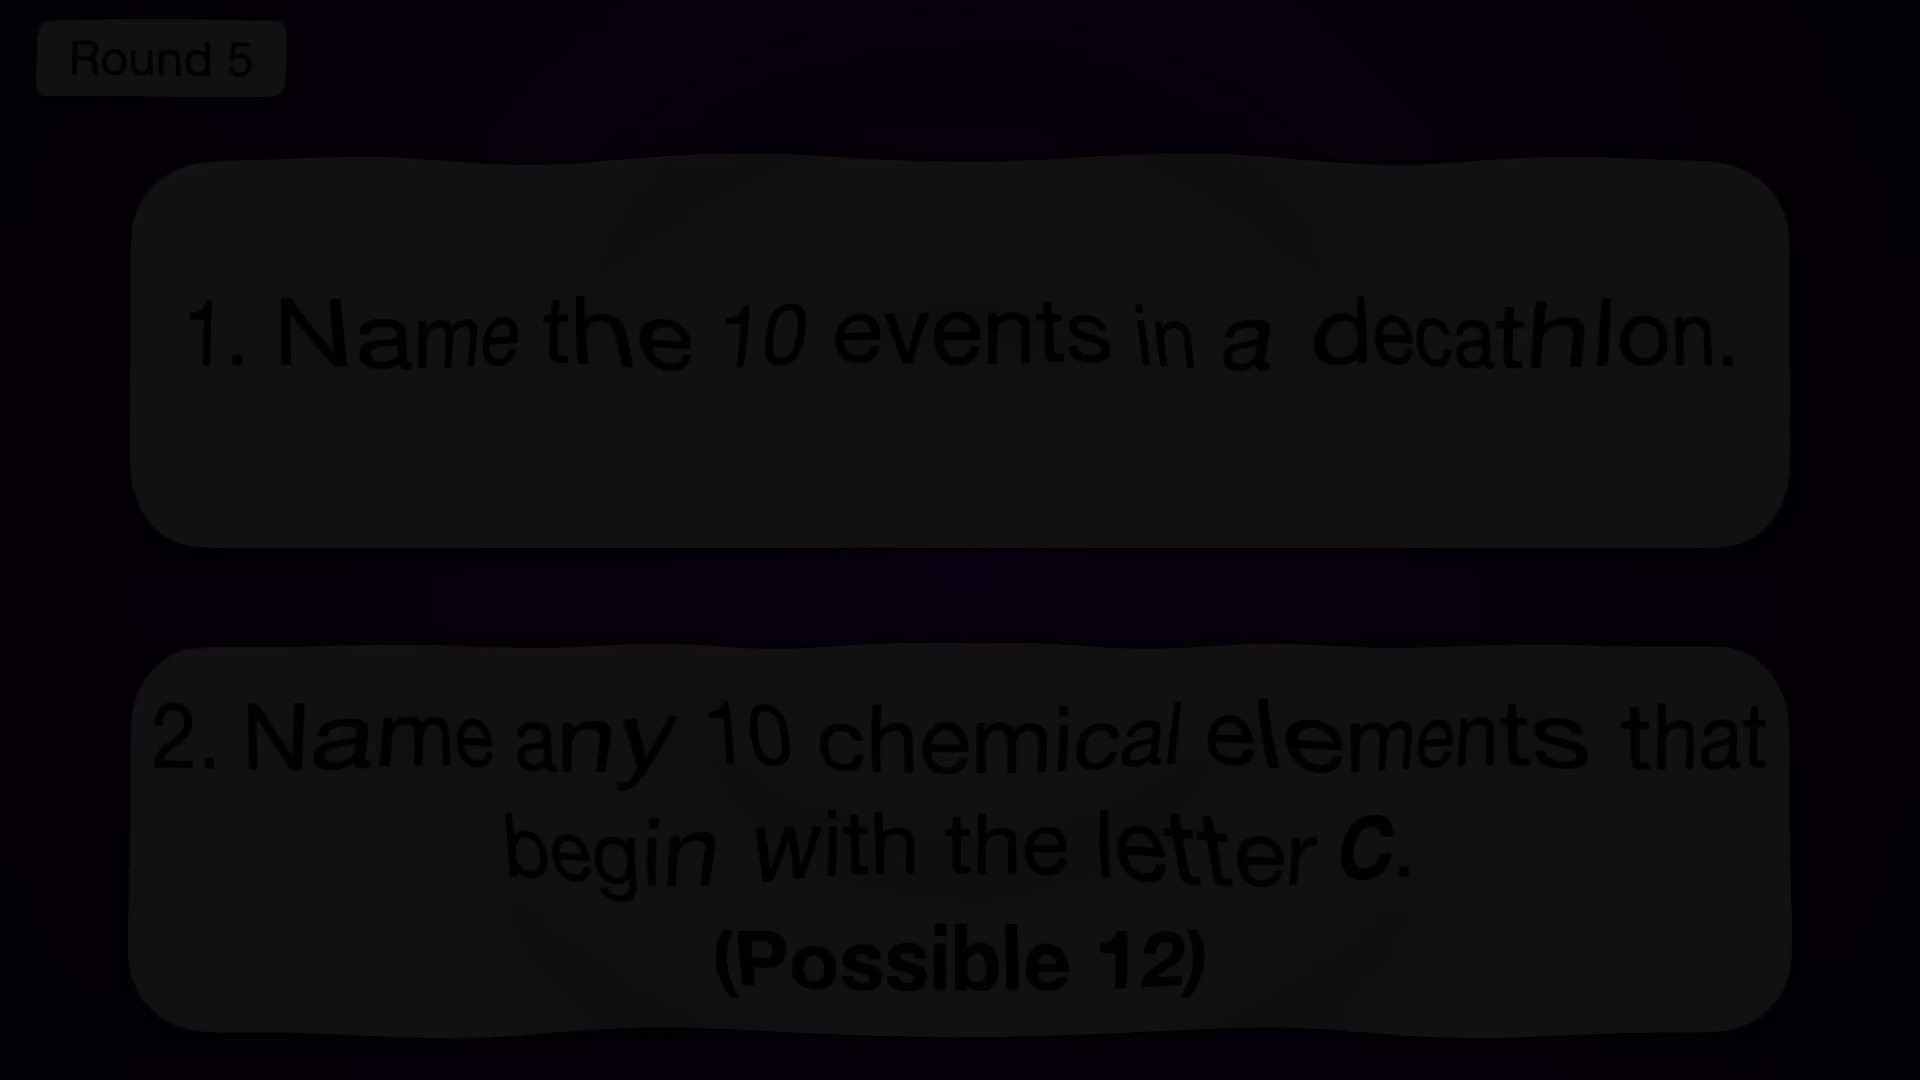 Round 5
1. Name the 10 events in a decathlon.
2. Name any 10 chemical elements that
begin with the letter C.
(Possible 12)